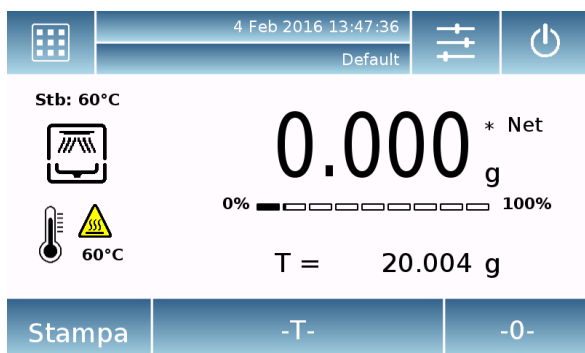 4 Feb 2016 13:47:36
Default
Stb: 60°C
0.000 * Net
g
0% 100%
60°C
T = 20.004 g
Stampa -T- -0-